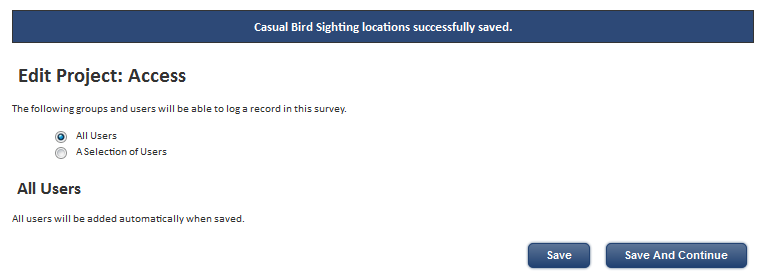 Casual Bird Sighting locations successfully saved.
Edit Project: Access
The following groups and users will be able to log a record in this survey.
All Users
A Selection of Users
All Users
All users will be added automatically when saved.
Save
Save And Continue